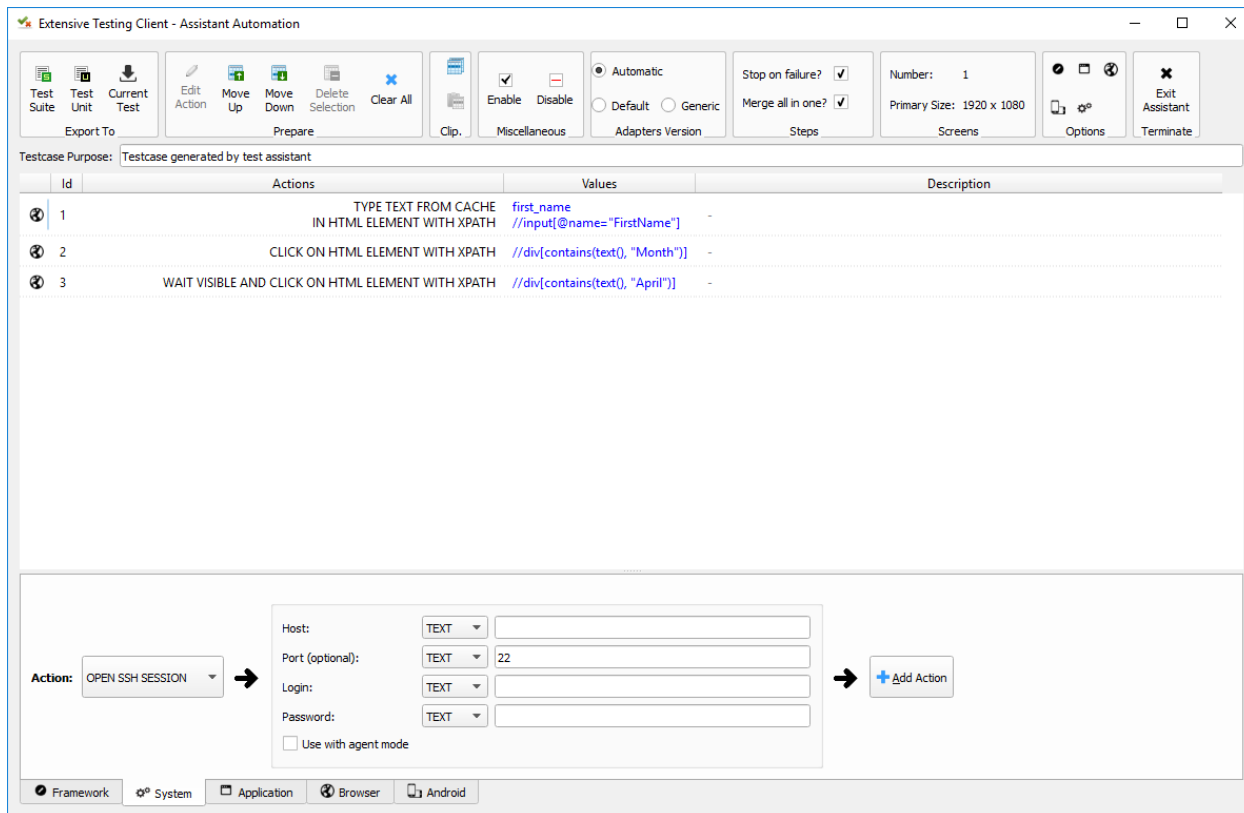 Extensive Testing Client - Assistant Automation
Test Suite
Test Unit
Current Test
Export To
Edit Action
Move Up
Move Down
Delete Selection
Clear All
Prepare
Clip.
Enable
Disable
Miscellaneous
Automatic
Default
Generic
Adapters Version
Stop on failure?
Merge all in one?
Steps
Number: 1
Primary Size: 1920 x 1080
Screens
Options
Exit Assistant
Terminate
Testcase Purpose: Testcase generated by test assistant
Id Actions Values Description
1 TYPE TEXT FROM CACHE first_name -
IN HTML ELEMENT WITH XPATH //input[@name="FirstName"]
2 CLICK ON HTML ELEMENT WITH XPATH //div[contains(text(), "Month")] -
3 WAIT VISIBLE AND CLICK ON HTML ELEMENT WITH XPATH //div[contains(text(), "April")] -
Action: OPEN SSH SESSION
Host: TEXT
Port (optional): TEXT 22
Login: TEXT
Password: TEXT
Use with agent mode
Add Action
Framework System Application Browser Android